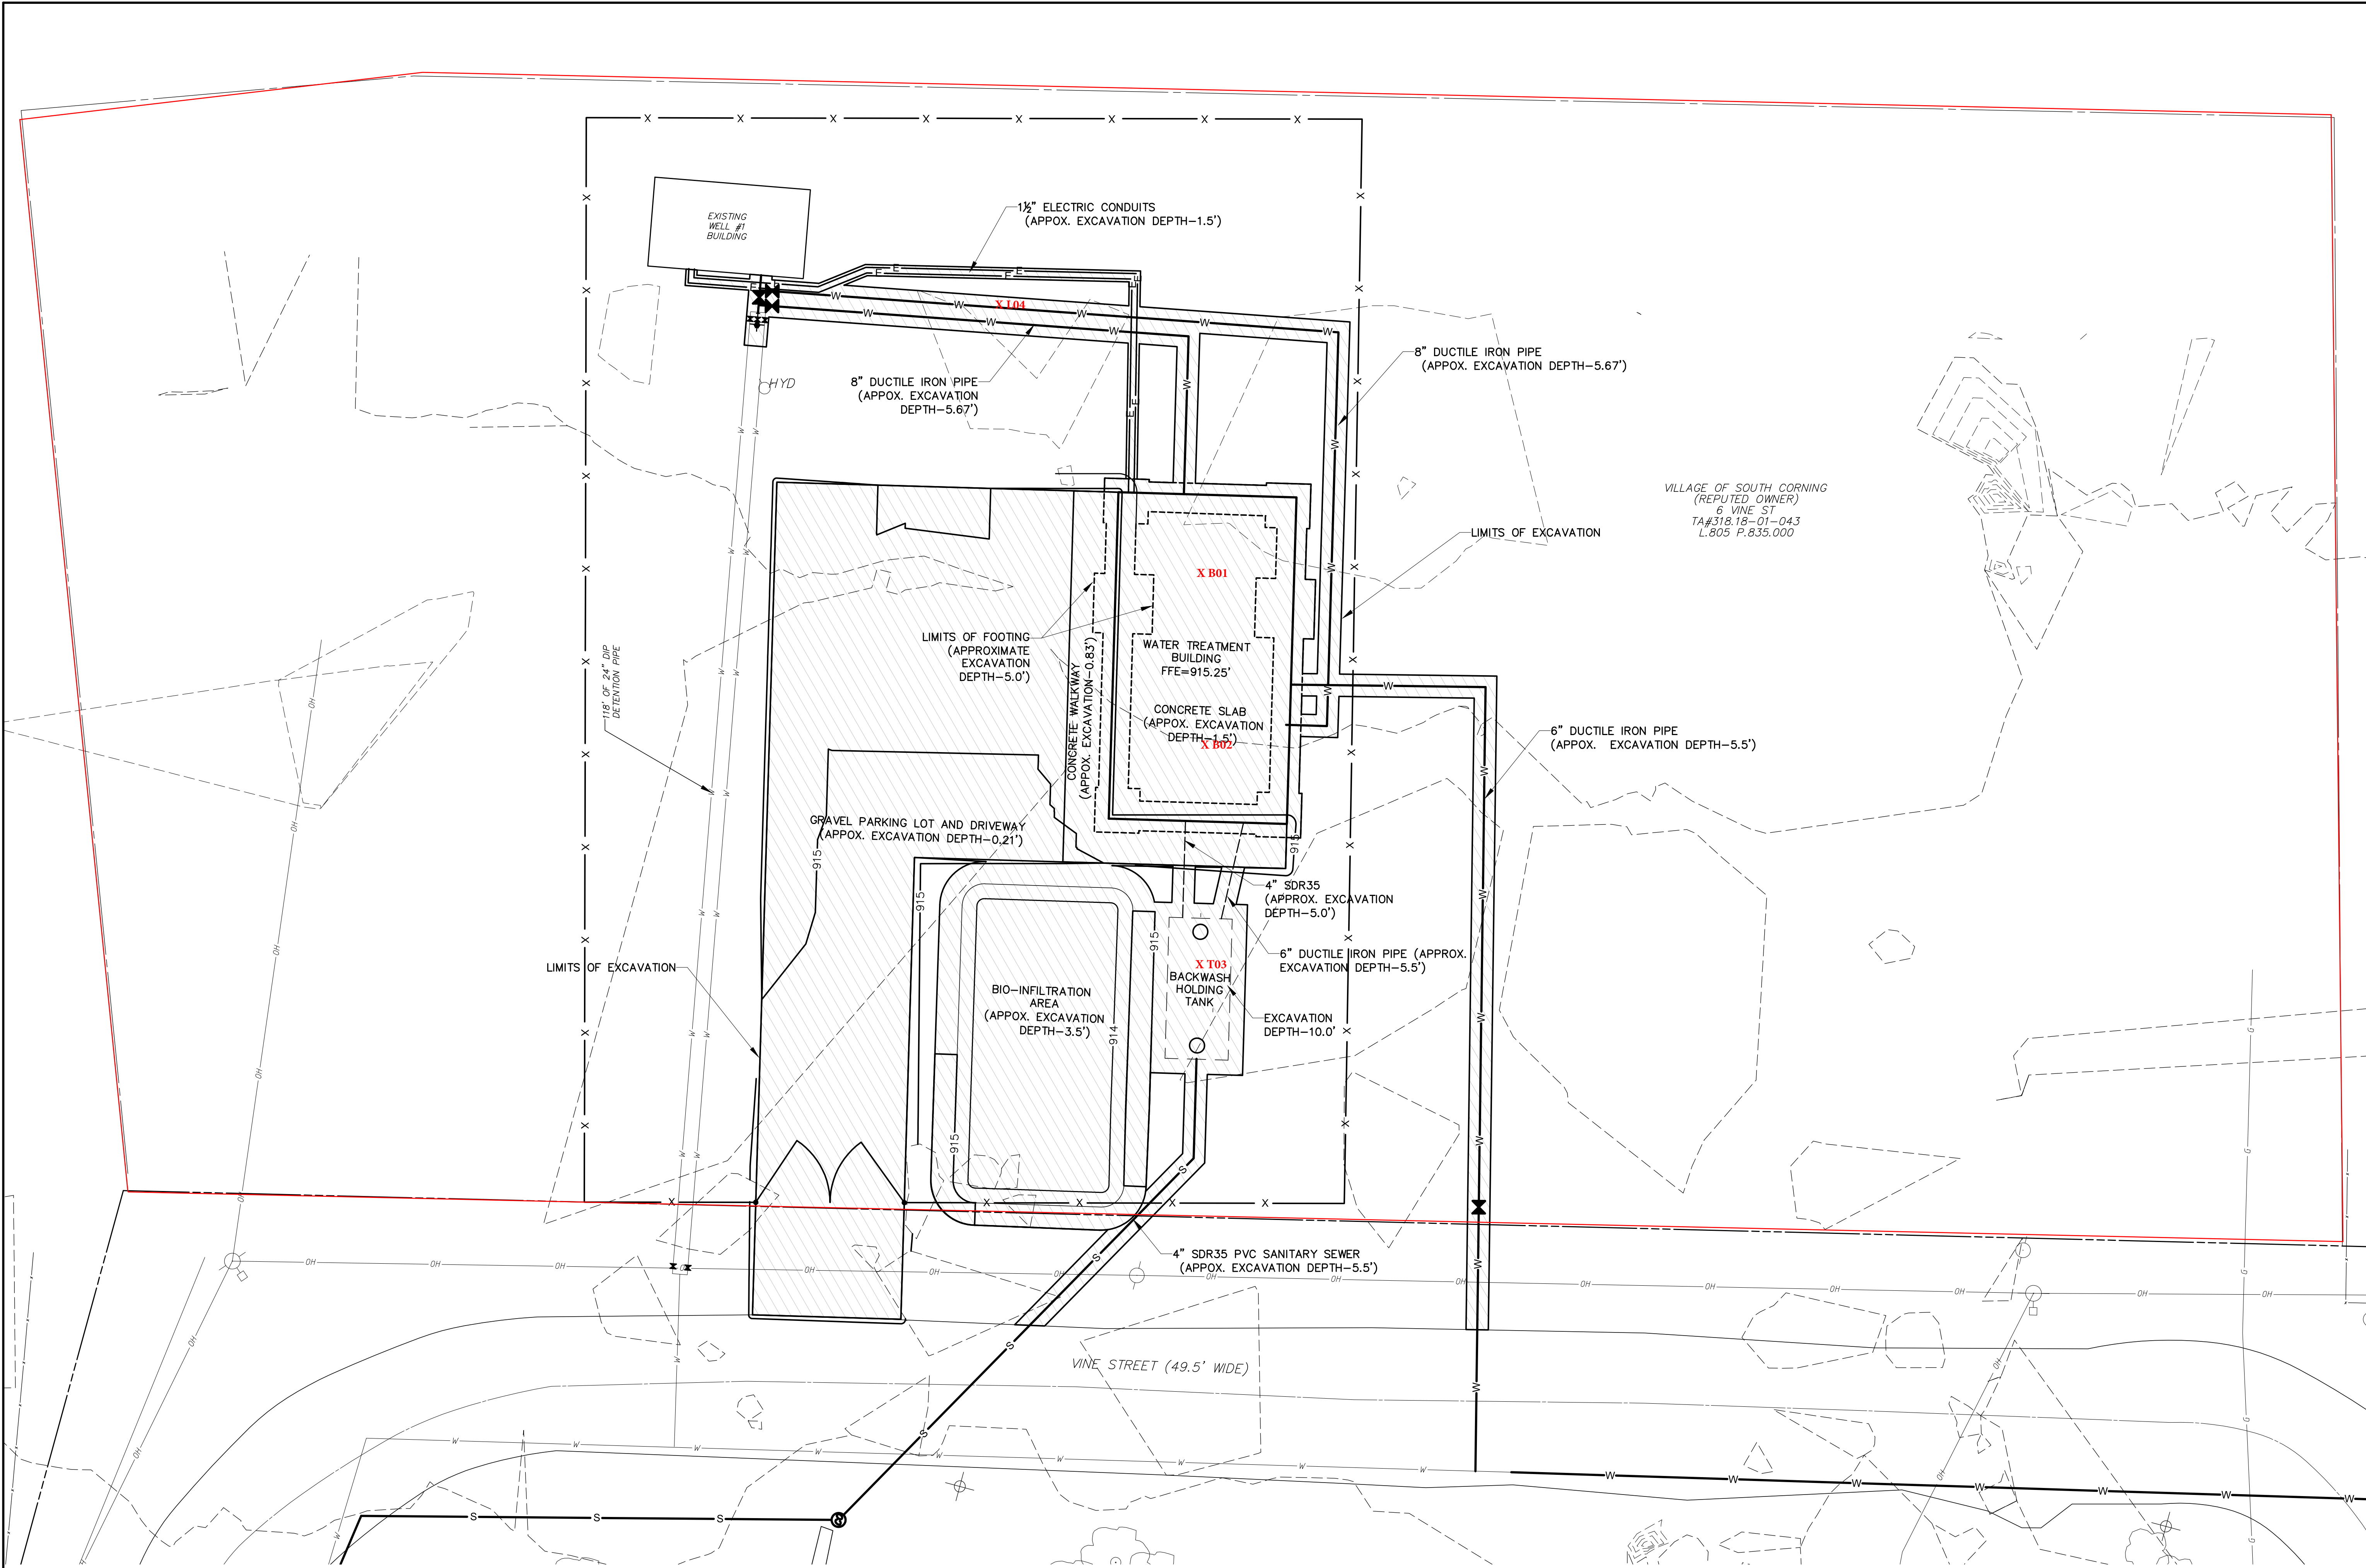 EXISTING
WELL #1
BUILDING
1½" ELECTRIC CONDUITS
(APPOX. EXCAVATION DEPTH-1.5')
X L04
HYD
8" DUCTILE IRON PIPE
(APPOX. EXCAVATION
DEPTH-5.67')
8" DUCTILE IRON PIPE
(APPOX. EXCAVATION DEPTH-5.67')
VILLAGE OF SOUTH CORNING
(REPUTED OWNER)
6 VINE ST
TA#318.18-01-043
L:805 P.835.000
LIMITS OF EXCAVATION
X B01
LIMITS OF FOOTING
(APPROXIMATE
EXCAVATION
DEPTH-5.0')
WATER TREATMENT
BUILDING
FFE=915.25'
118' OF 24" DIP
DETENTION PIPE
CONCRETE WALKWAY
(APPOX. EXCAVATION-0.83')
CONCRETE SLAB
(APPOX. EXCAVATION
DEPTH-1.5')
X B02
6" DUCTILE IRON PIPE
(APPOX. EXCAVATION DEPTH-5.5')
GRAVEL PARKING LOT AND DRIVEWAY
(APPOX. EXCAVATION DEPTH-0.21')
915
915
915
4" SDR35
(APPROX. EXCAVATION
DEPTH-5.0')
915
6" DUCTILE IRON PIPE (APPROX.
EXCAVATION DEPTH-5.5')
LIMITS OF EXCAVATION
X T03
BACKWASH
HOLDING
TANK
BIO-INFILTRATION
AREA
(APPOX. EXCAVATION
DEPTH-3.5')
914
EXCAVATION
DEPTH-10.0'
915
4" SDR35 PVC SANITARY SEWER
(APPOX. EXCAVATION DEPTH-5.5')
VINE STREET (49.5' WIDE)